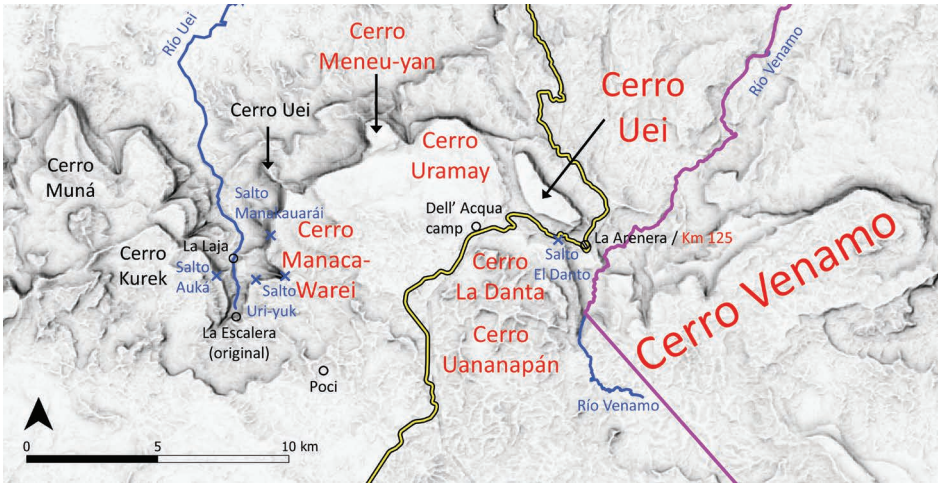 Río Uei
Cerro
Meneu-yan
Río Venamo
Cerro Uei
Cerro
Uei
Cerro
Muná
Cerro
Uramay
Salto
Manakauarái
Dell’ Acqua
camp
La Laja
Cerro
Kurek
Cerro
Manaca-
Warei
La Arenera / Km 125
Salto
El Danto
Salto
Auká
Salto
Uri-yuk
Cerro
La Danta
Cerro Venamo
La Escalera
(original)
Cerro
Uananapán
Poci
Río Venamo
0 5 10 km